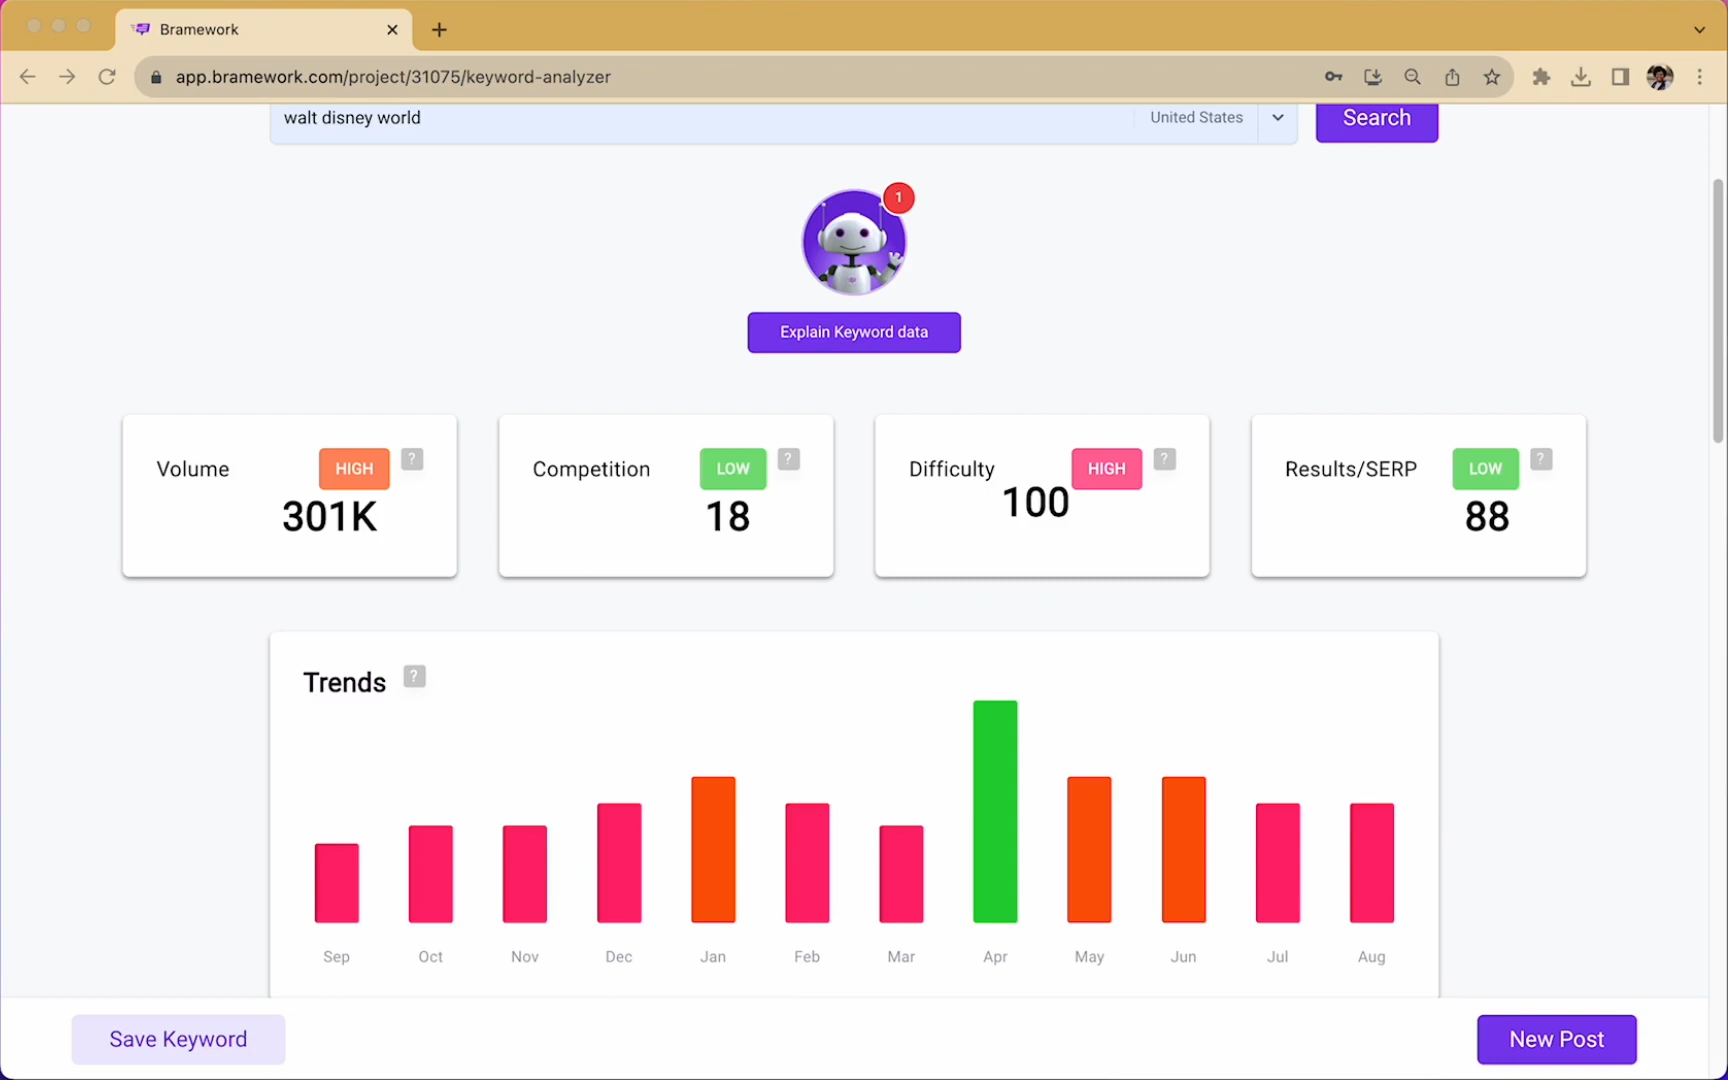 Bramework
app.bramework.com/project/31075/keyword-analyzer
walt disney world United States Search
1
Explain Keyword data
Volume HIGH ? Competition LOW ? Difficulty HIGH ? Results/SERP LOW ?
301K 18 100 88
Trends ?
Sep Oct Nov Dec Jan Feb Mar Apr May Jun Jul Aug
Save Keyword New Post